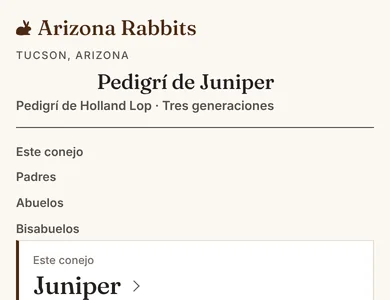 Arizona Rabbits
TUCSON, ARIZONA
Pedigrí de Juniper
Pedigrí de Holland Lop · Tres generaciones
Este conejo
Padres
Abuelos
Bisabuelos
Este conejo
Juniper